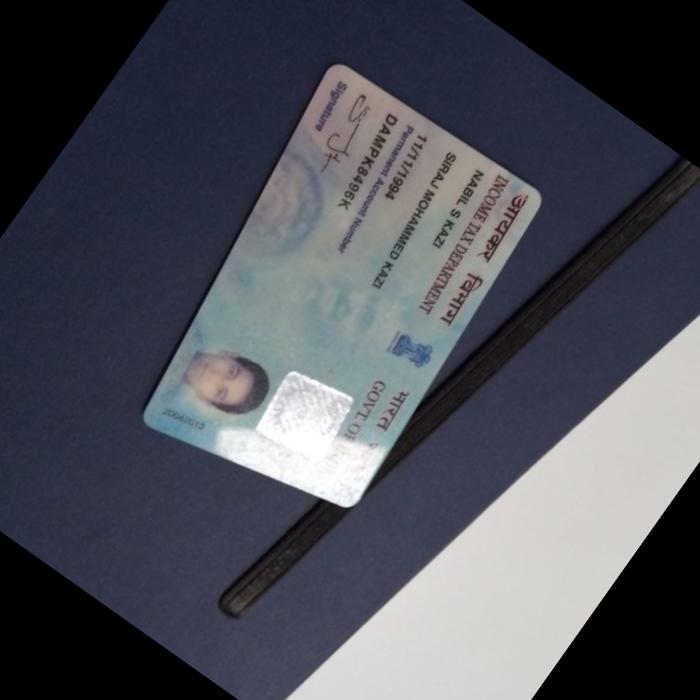 आयकर विभाग
INCOME TAX DEPARTMENT
भारत
GOVT. OF
NABIL S KAZI
SIRAJ MOHAMMED KAZI
11/11/1994
Permanent Account Number
DAMPK8496K
Signature